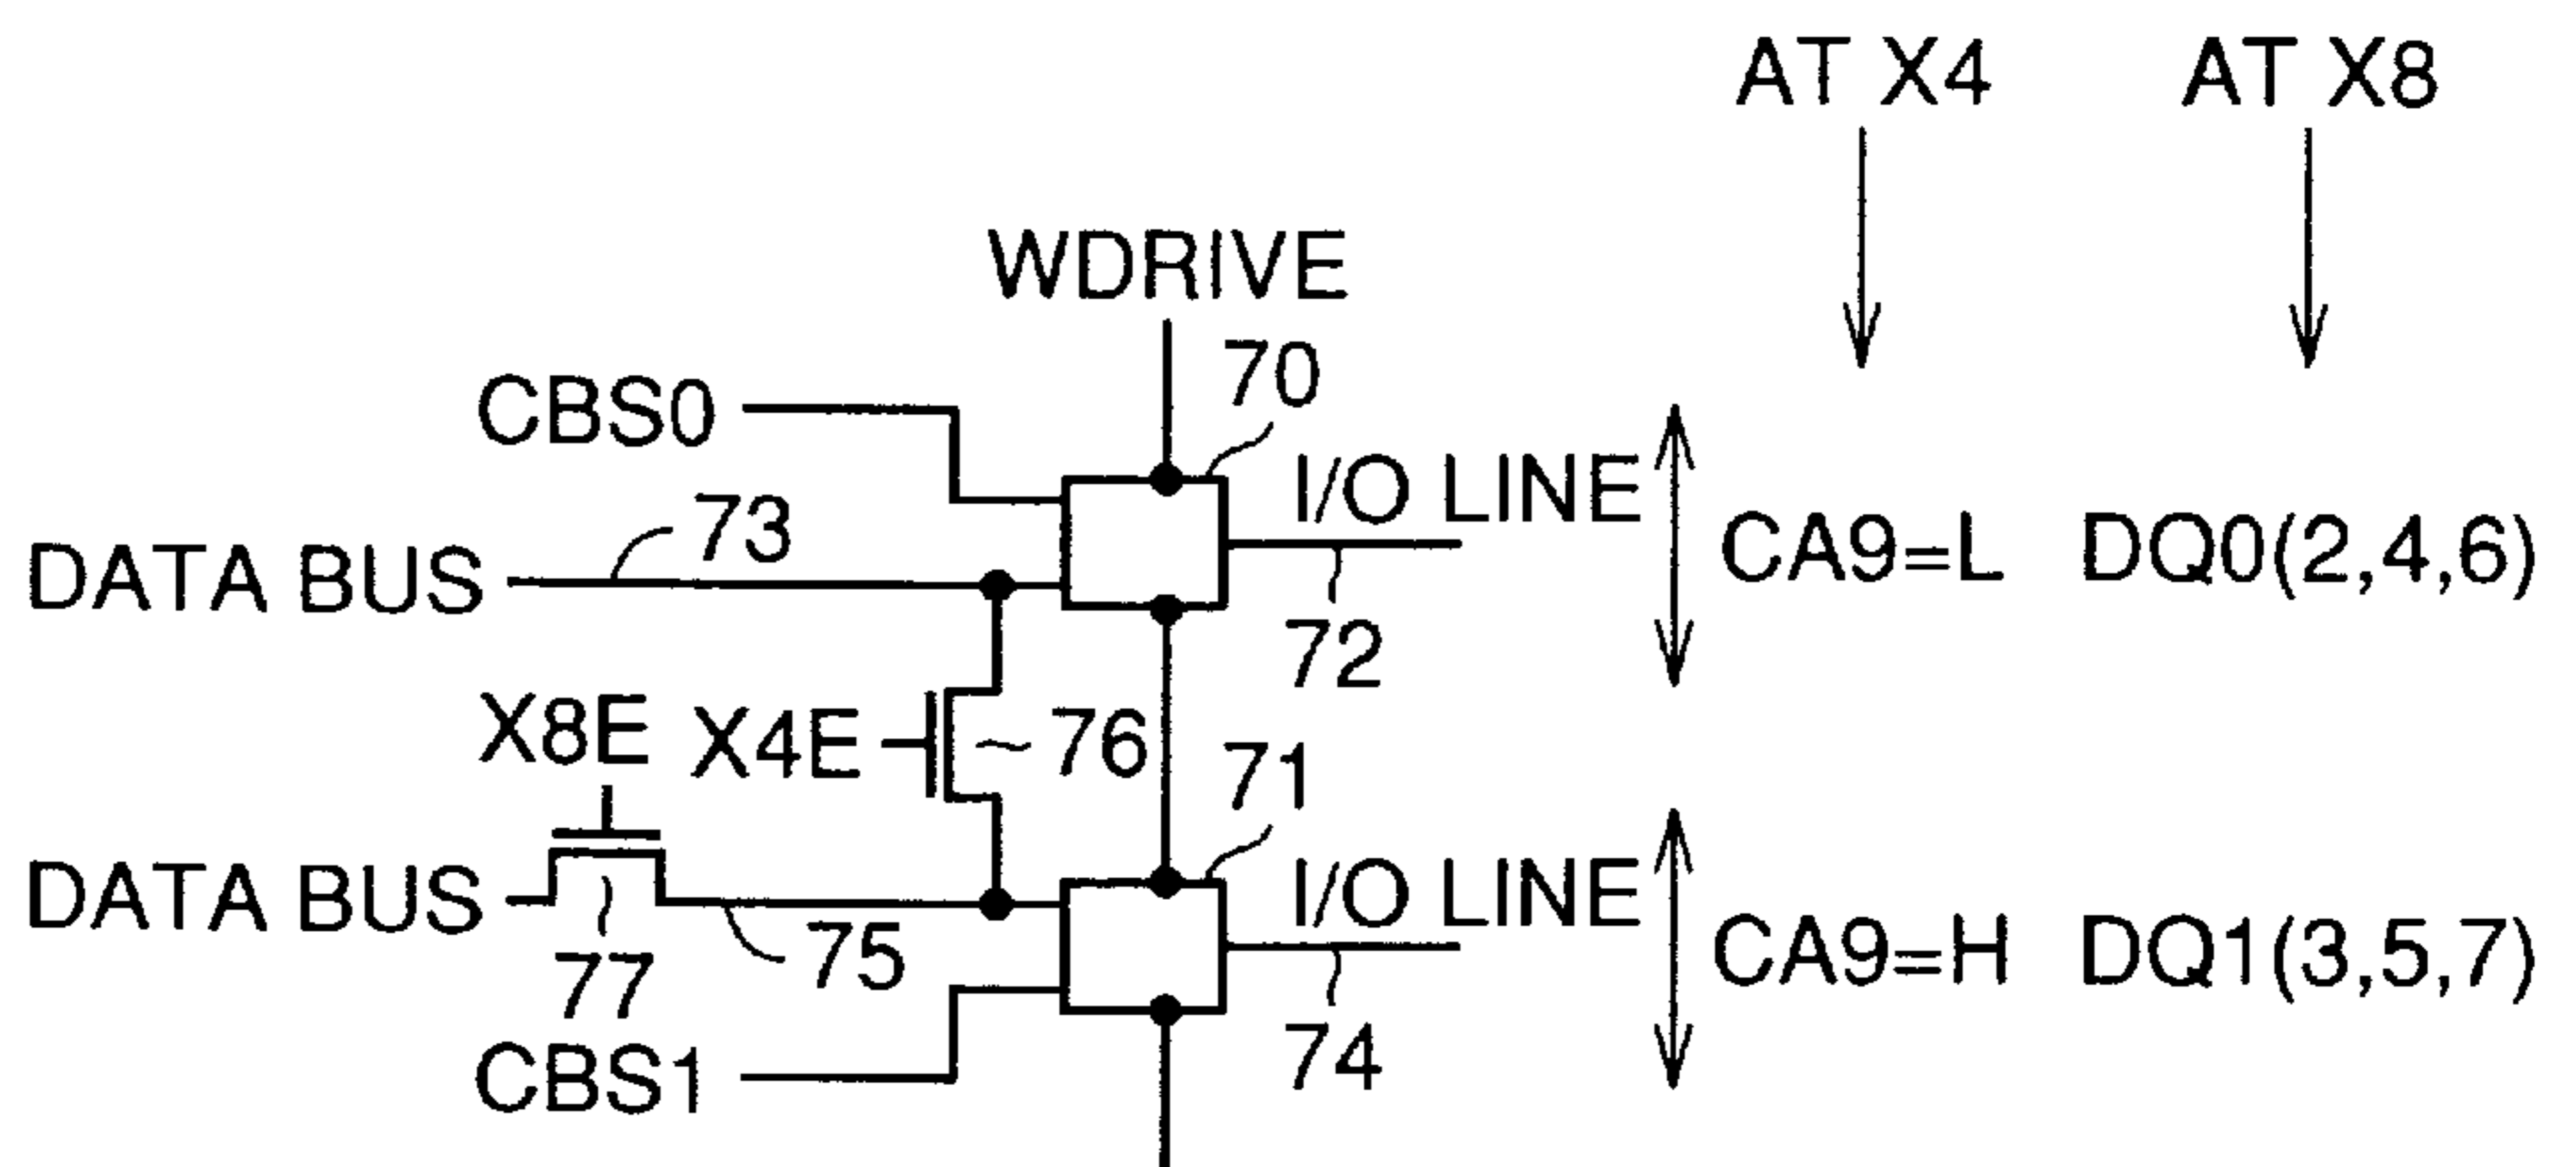 AT X4
AT X8
WDRIVE
70
CBS0
I/O LINE
73
CA9=L
DQ0(2,4,6)
DATA BUS
72
X8E
X4E
76
71
I/O LINE
DATA BUS
75
CA9=H
DQ1(3,5,7)
77
74
CBS1